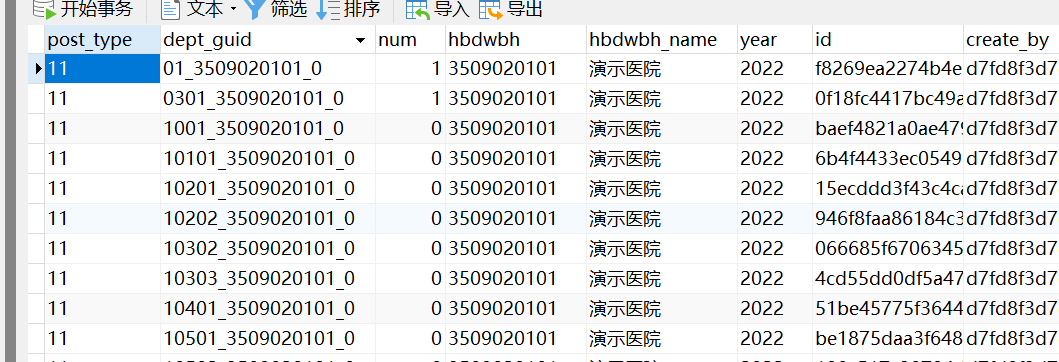 开始事务 文本 筛选 排序 导入 导出
post_type dept_guid num hbdwbh hbdwbh_name year id create_by
11 01_3509020101_0 1 3509020101 演示医院 2022 f8269ea2274b4e d7fd8f3d7
11 0301_3509020101_0 1 3509020101 演示医院 2022 0f18fc4417bc49a d7fd8f3d7
11 1001_3509020101_0 0 3509020101 演示医院 2022 baef4821a0ae479 d7fd8f3d7
11 10101_3509020101_0 0 3509020101 演示医院 2022 6b4f4433ec0549 d7fd8f3d7
11 10201_3509020101_0 0 3509020101 演示医院 2022 15ecddd3f43c4ca d7fd8f3d7
11 10202_3509020101_0 0 3509020101 演示医院 2022 946f8faa86184c3 d7fd8f3d7
11 10302_3509020101_0 0 3509020101 演示医院 2022 066685f6706345 d7fd8f3d7
11 10303_3509020101_0 0 3509020101 演示医院 2022 4cd55dd0df5a47 d7fd8f3d7
11 10401_3509020101_0 0 3509020101 演示医院 2022 51be45775f3644 d7fd8f3d7
11 10501_3509020101_0 0 3509020101 演示医院 2022 be1875daa3f648 d7fd8f3d7